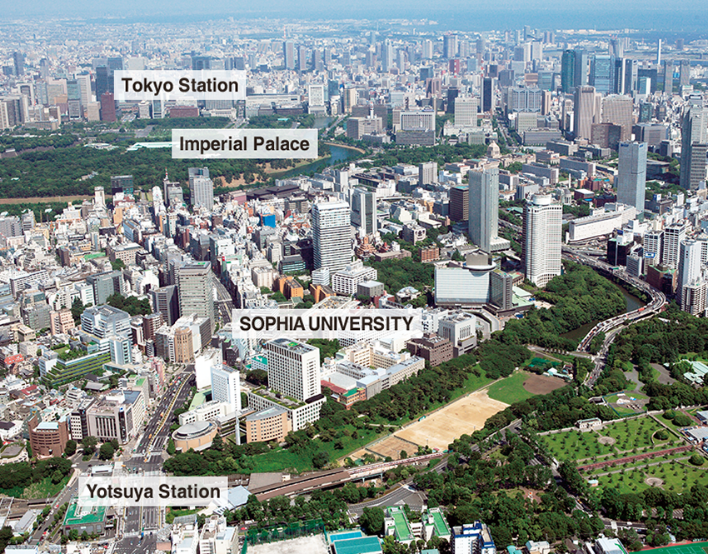 Tokyo Station
Imperial Palace
SOPHIA UNIVERSITY
Yotsuya Station